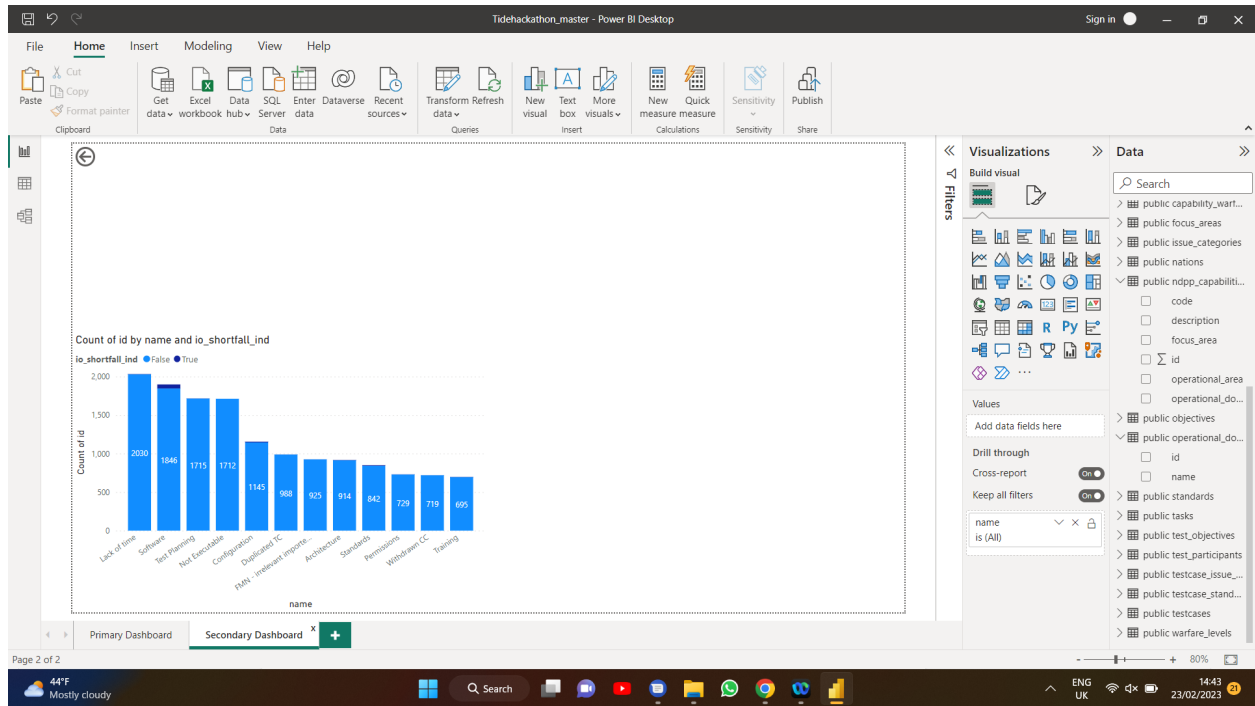 Tidehackathon_master - Power BI Desktop
Sign in
File Home Insert Modeling View Help
Paste
Cut
Copy
Format painter
Clipboard
Get data
Excel workbook
Data hub
SQL Server
Enter data
Dataverse
Recent sources
Data
Transform data
Refresh
Queries
New visual
Text box
More visuals
Insert
New measure
Quick measure
Calculations
Sensitivity
Sensitivity
Publish
Share
Count of id by name and io_shortfall_ind
io_shortfall_ind False True
2,000
1,500
1,000
500
0
Count of id
2030
1846
1715
1712
1145
988
925
914
842
729
719
695
Lack of time
Software
Test Planning
Not Executable
Configuration
Duplicated TC
FMN - irrelevant importe...
Architecture
Standards
Permissions
Withdrawn CC
Training
name
Filters
Visualizations
Build visual
123
R Py
Values
Add data fields here
Drill through
Cross-report On
Keep all filters On
name
is (All)
Data
Search
public capability_warf...
public focus_areas
public issue_categories
public nations
public ndpp_capabiliti...
code
description
focus_area
∑ id
operational_area
operational_do...
public objectives
public operational_do...
id
name
public standards
public tasks
public test_objectives
public test_participants
public testcase_issue_...
public testcase_stand...
public testcases
public warfare_levels
Primary Dashboard
Secondary Dashboard x
+
Page 2 of 2
- + 80%
44°F
Mostly cloudy
Search
ENG
UK
14:43
23/02/2023
21